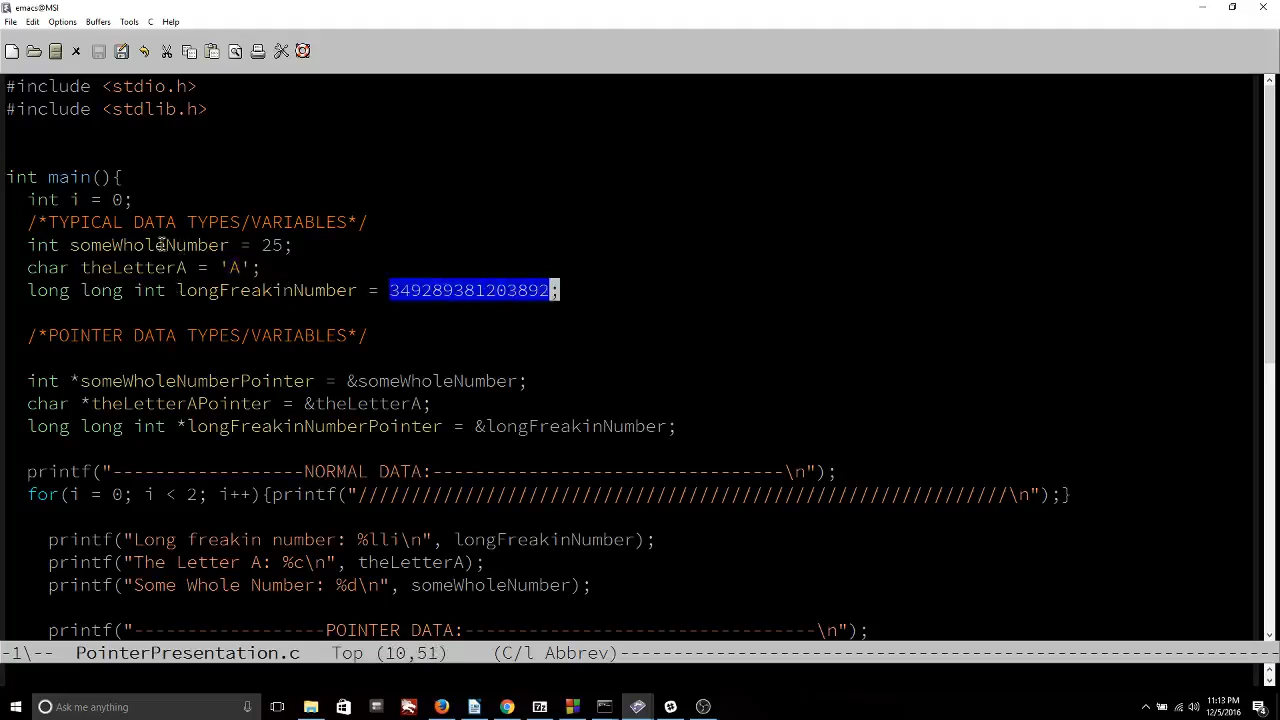 emacs@MSI
File Edit Options Buffers Tools C Help
#include <stdio.h>
#include <stdlib.h>
int main(){
int i = 0;
/*TYPICAL DATA TYPES/VARIABLES*/
int someWholeNumber = 25;
char theLetterA = 'A';
long long int longFreakinNumber = 349289381203892;
/*POINTER DATA TYPES/VARIABLES*/
int *someWholeNumberPointer = &someWholeNumber;
char *theLetterAPointer = &theLetterA;
long long int *longFreakinNumberPointer = &longFreakinNumber;
printf("------------------NORMAL DATA:---------------------------------\n");
for(i = 0; i < 2; i++){printf("/////////////////////////////////////////////////////////////\n");}
printf("Long freakin number: %lli\n", longFreakinNumber);
printf("The Letter A: %c\n", theLetterA);
printf("Some Whole Number: %d\n", someWholeNumber);
printf("------------------POINTER DATA:---------------------------------\n");
-1\-- PointerPresentation.c Top (10,51) (C/l Abbrev)--------------------------------------------------------------
Ask me anything
11:13 PM
12/5/2016